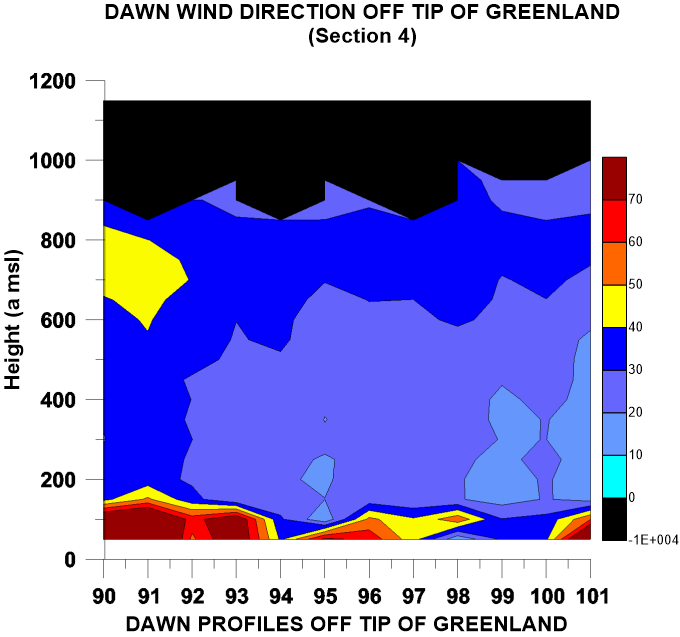 DAWN WIND DIRECTION OFF TIP OF GREENLAND
(Section 4)
1200
1000
800
600
400
200
0
Height (a msl)
90 91 92 93 94 95 96 97 98 99 100 101
DAWN PROFILES OFF TIP OF GREENLAND
70
60
50
40
30
20
10
0
-1E+004